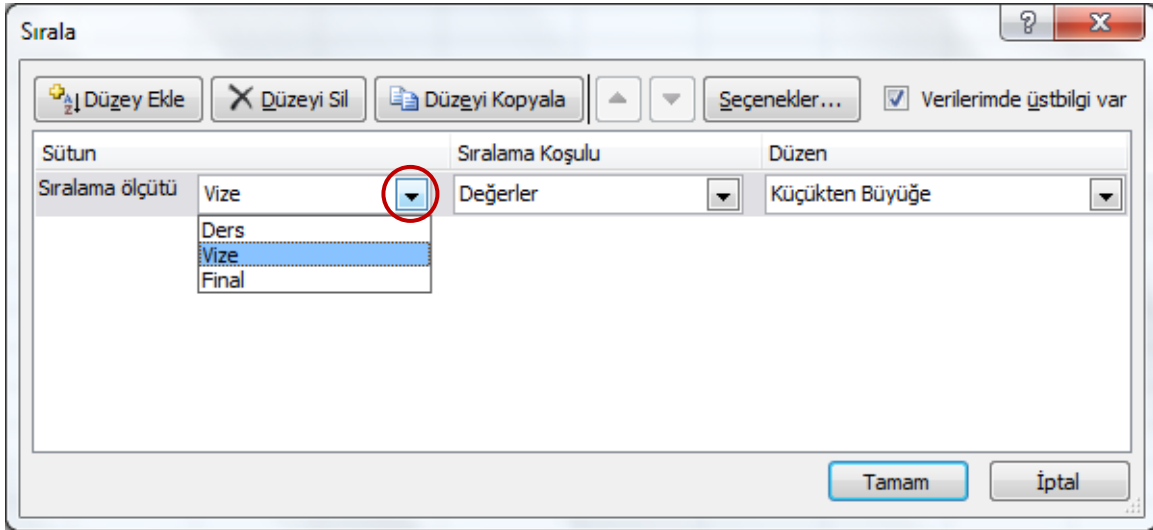 Sırala
Düzey Ekle Düzeyi Sil Düzeyi Kopyala Seçenekler... Verilerimde üstbilgi var
Sütun Sıralama Koşulu Düzen
Sıralama ölçütü Vize Değerler Küçükten Büyüğe
Ders
Vize
Final
Tamam İptal